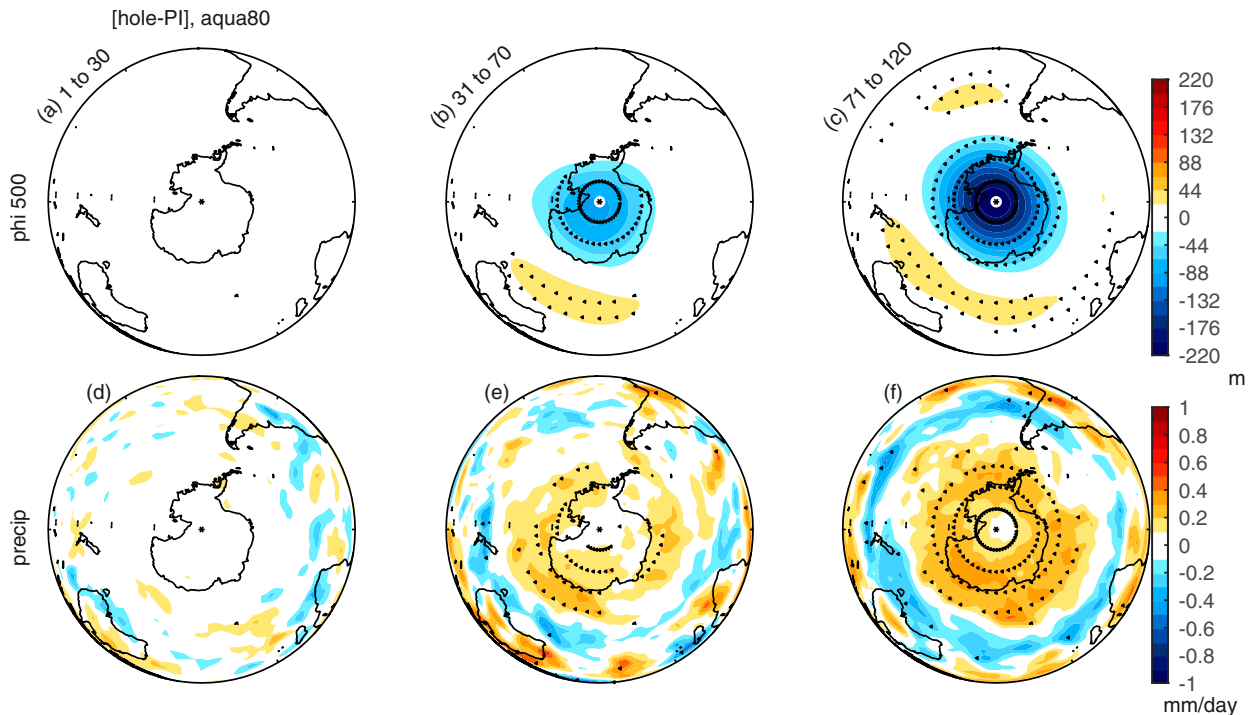 [hole-PI], aqua80
(a) 1 to 30
(b) 31 to 70
(c) 71 to 120
phi 500
220
176
132
88
44
0
-44
-88
-132
-176
-220
m
(d)
(e)
(f)
precip
1
0.8
0.6
0.4
0.2
0
-0.2
-0.4
-0.6
-0.8
-1
mm/day